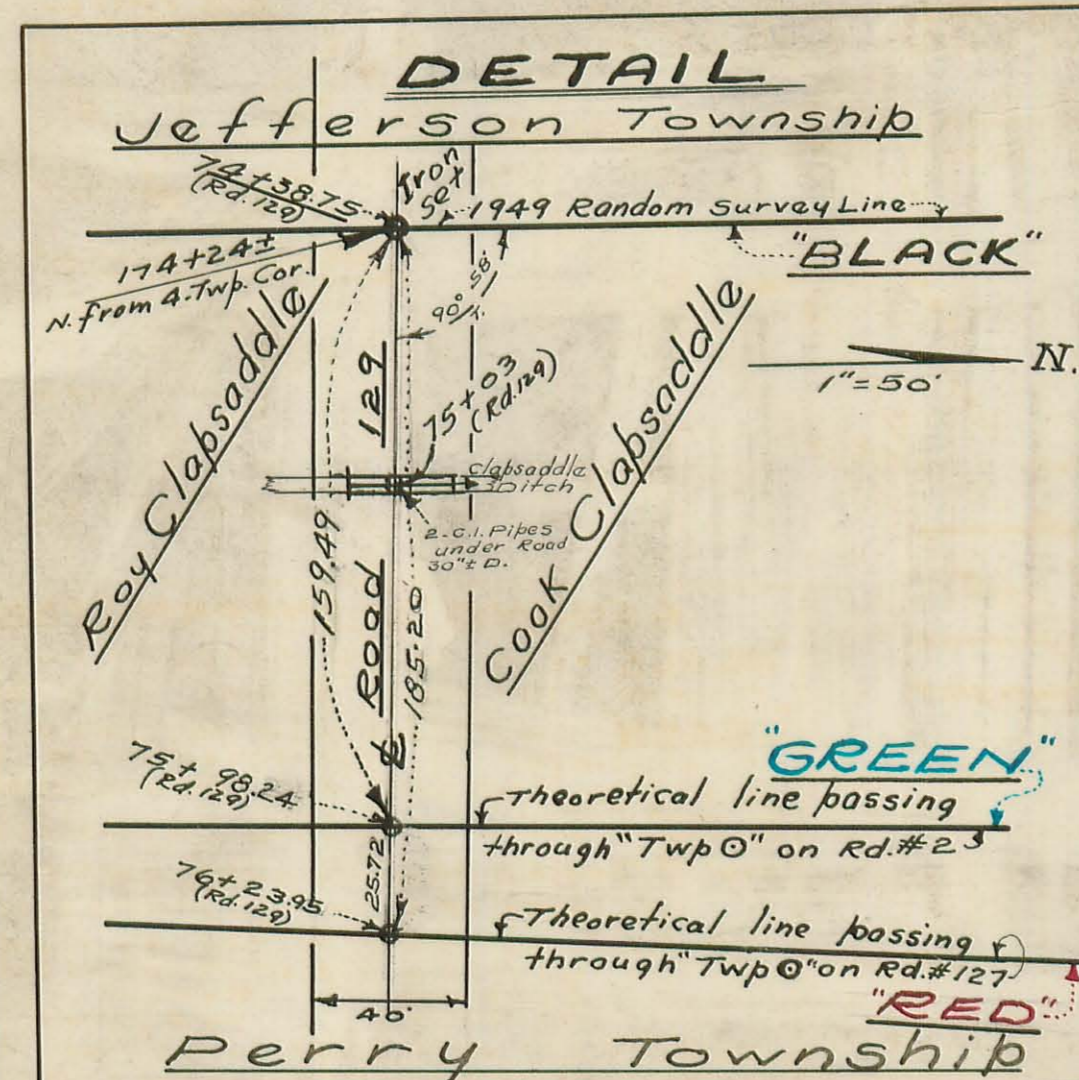 DETAIL
Jefferson Township
74+38.75
(Rd.129)
Iron
Set
1949 Random Survey Line
"BLACK"
174+24±
N. from 4.Twp.Cor.
90°
58'
N.
1"=50'
Roy Clapsaddle
129
75+03
(Rd.129)
Clapsaddle
Ditch
Cook Clapsaddle
2-C.I. Pipes
under Road
30"± D.
159.49
Road
185.20
℄
75+98.24
(Rd.129)
"GREEN"
Theoretical line passing
through "Twp⊙" on Rd.#2
25.72
76+23.95
(Rd.129)
Theoretical line passing
through "Twp⊙" on Rd.#127
"RED"
40'
Perry Township